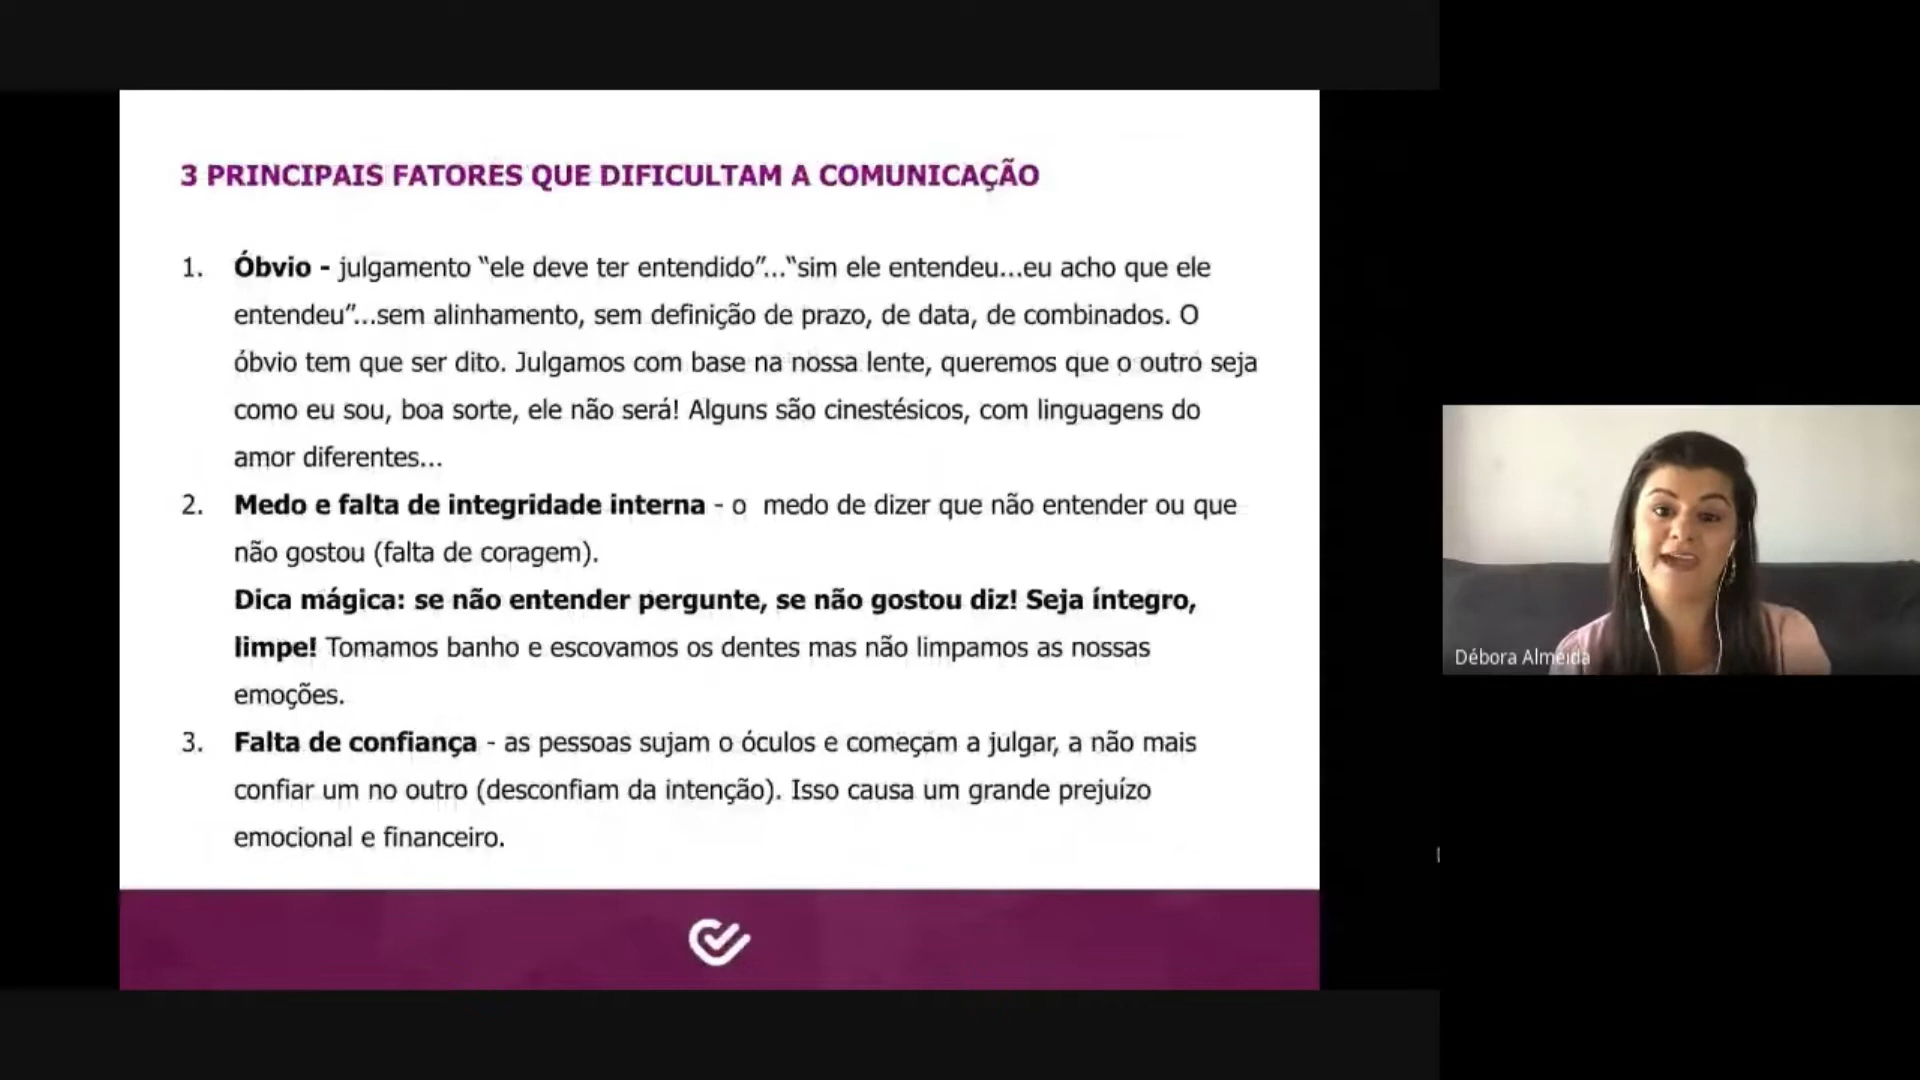 3 PRINCIPAIS FATORES QUE DIFICULTAM A COMUNICAÇÃO
1. Óbvio - julgamento “ele deve ter entendido”...“sim ele entendeu...eu acho que ele
entendeu”...sem alinhamento, sem definição de prazo, de data, de combinados. O
óbvio tem que ser dito. Julgamos com base na nossa lente, queremos que o outro seja
como eu sou, boa sorte, ele não será! Alguns são cinestésicos, com linguagens do
amor diferentes...
2. Medo e falta de integridade interna - o  medo de dizer que não entender ou que
não gostou (falta de coragem).
Dica mágica: se não entender pergunte, se não gostou diz! Seja íntegro,
limpe! Tomamos banho e escovamos os dentes mas não limpamos as nossas
emoções.
3. Falta de confiança - as pessoas sujam o óculos e começam a julgar, a não mais
confiar um no outro (desconfiam da intenção). Isso causa um grande prejuízo
emocional e financeiro.
Débora Almeida